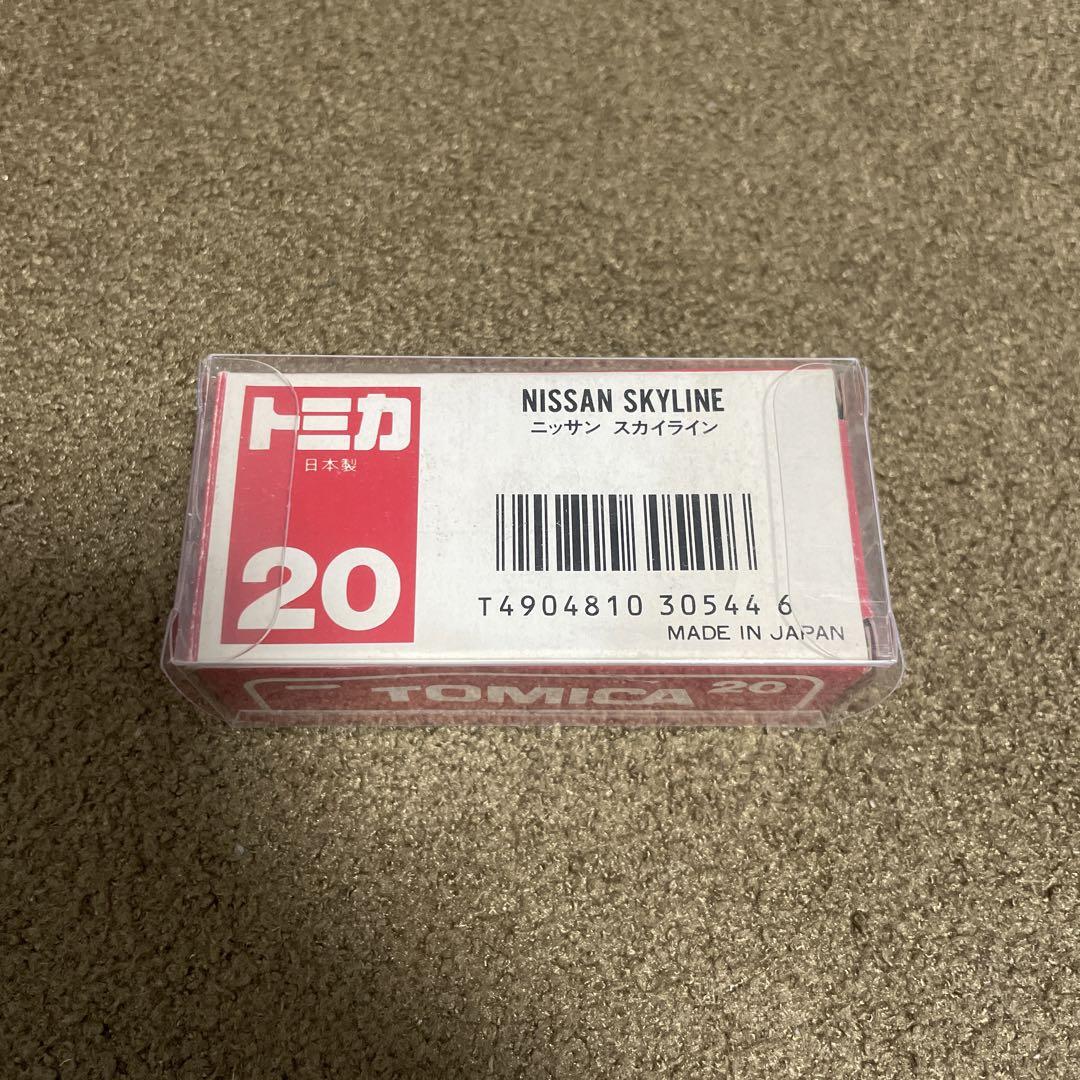 トミカ
日本製
20
NISSAN SKYLINE
ニッサン スカイライン
T4904810 30544 6
MADE IN JAPAN
TOMICA 20